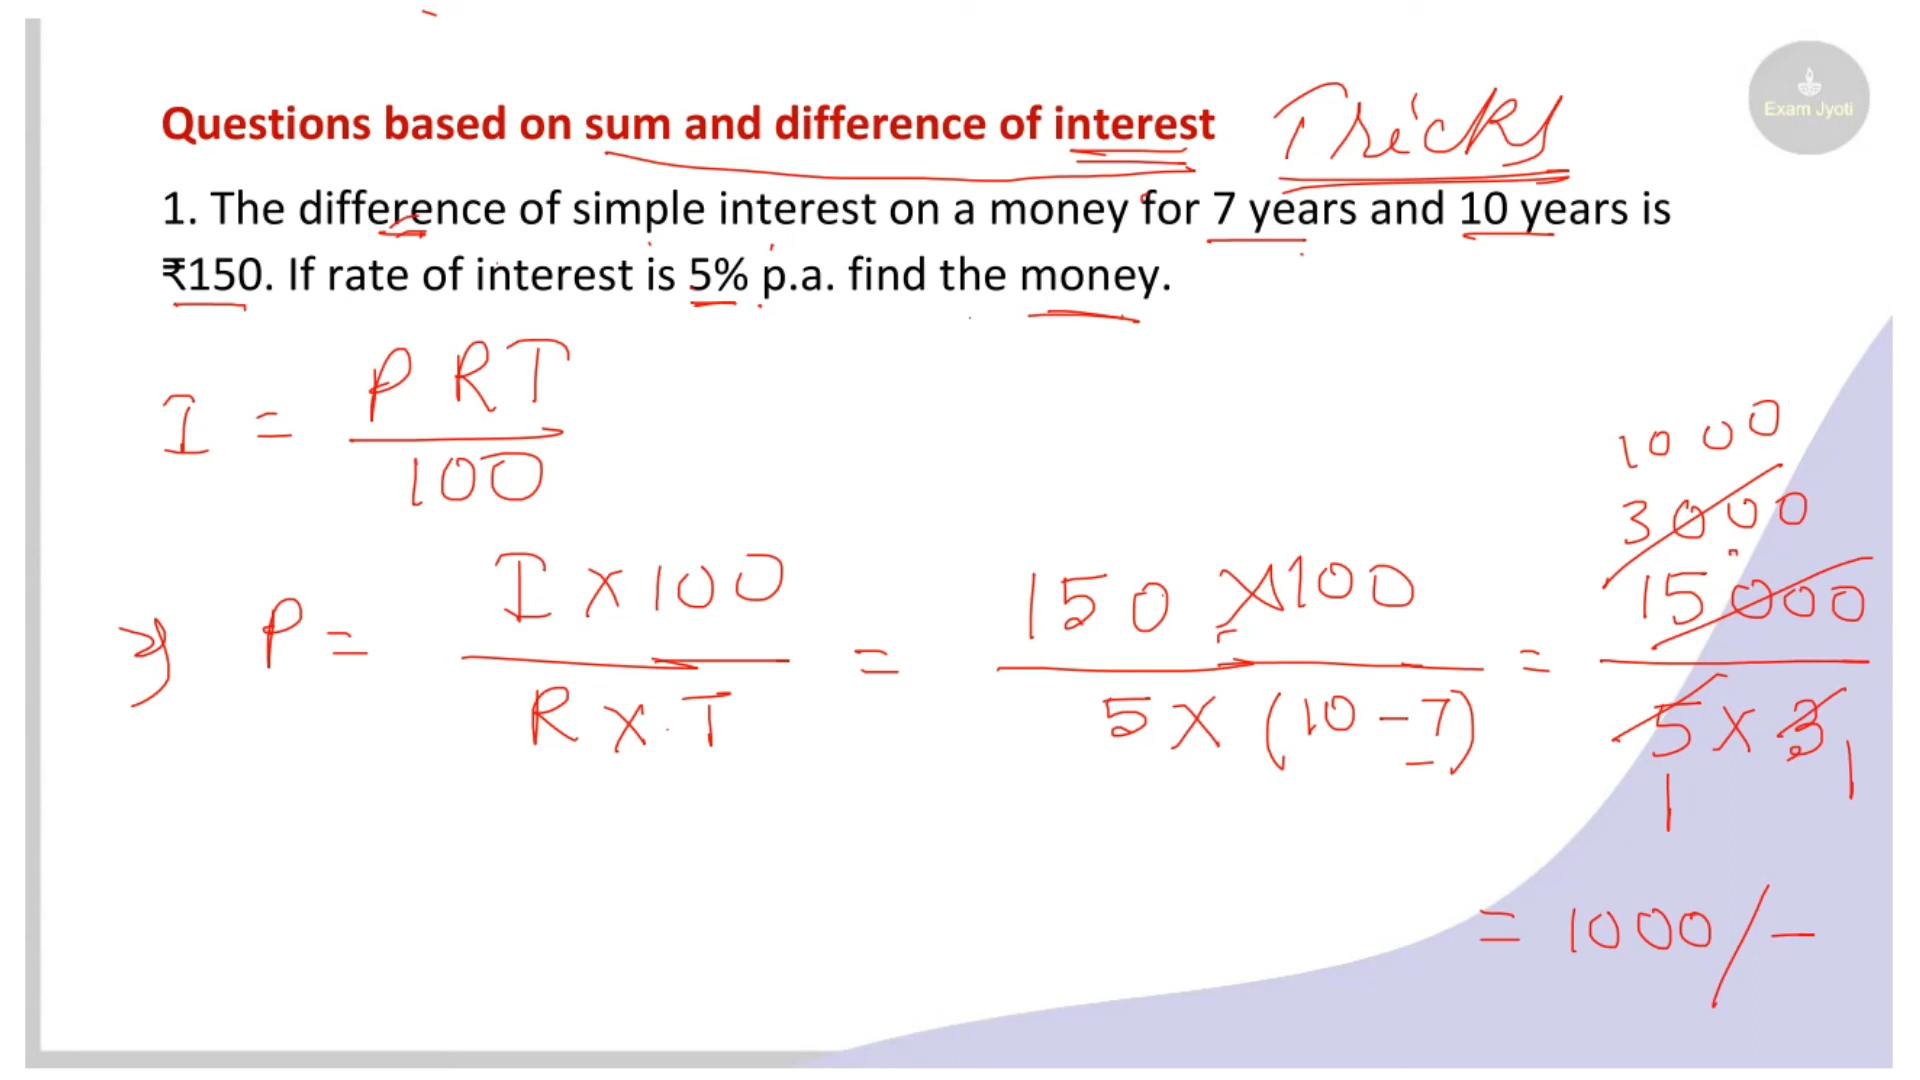 Questions based on sum and difference of interest Tricks
Exam Jyoti
1. The difference of simple interest on a money for 7 years and 10 years is
₹150. If rate of interest is 5% p.a. find the money.
I = PRT / 100
1000
3000
⇒ P = I × 100 / R × T = 150 × 100 / 5 × (10 - 7) = 15000 / 5 × 3
1 1
= 1000/-